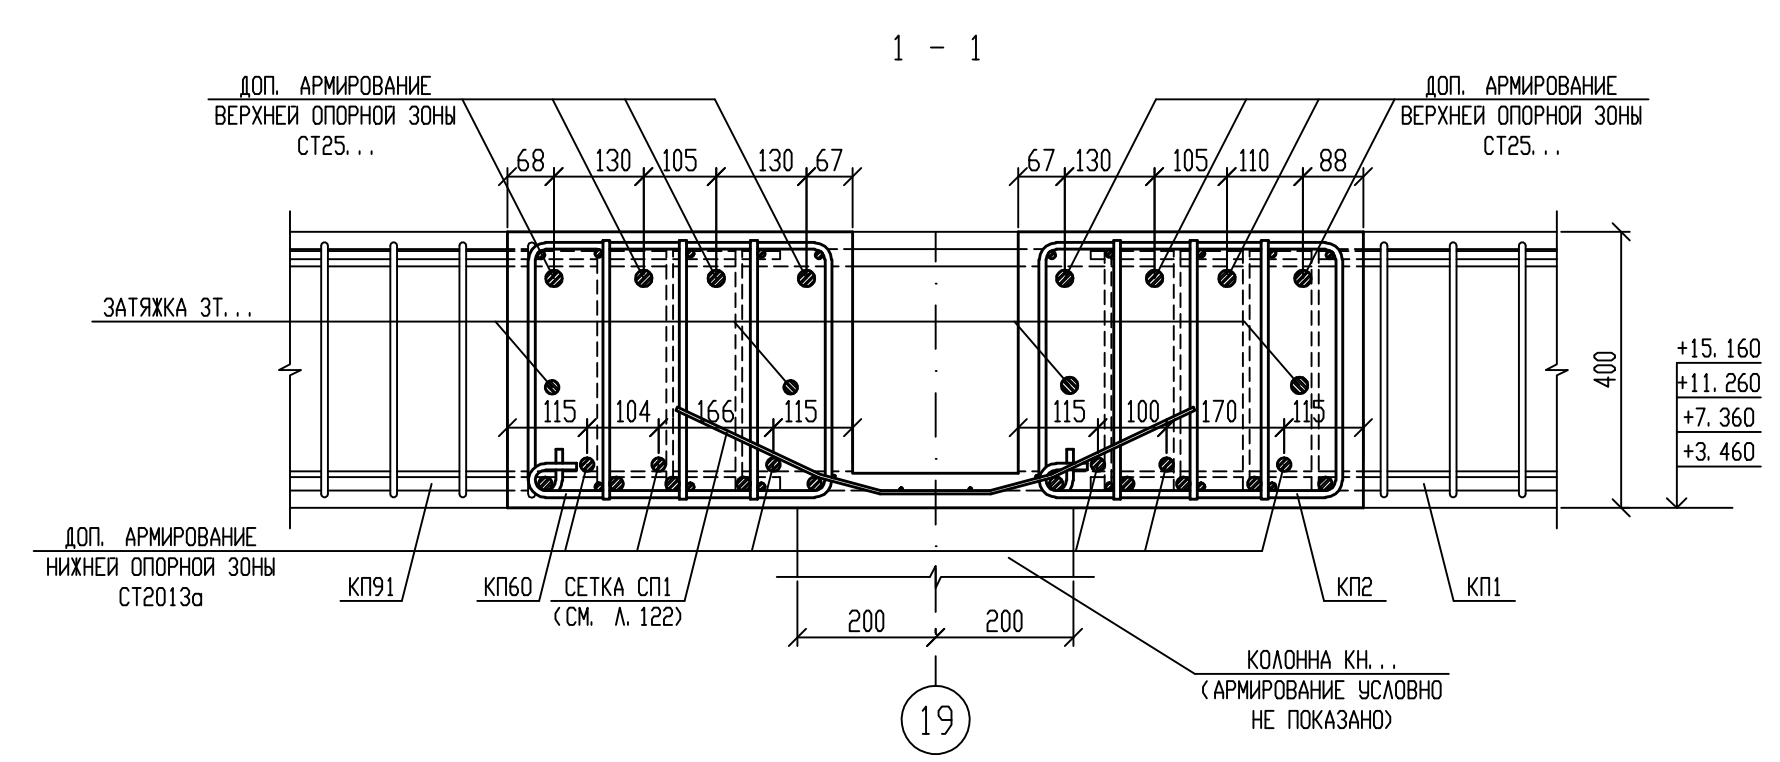 1 - 1
ДОП. АРМИРОВАНИЕ
ВЕРХНЕЙ ОПОРНОЙ ЗОНЫ
СТ25...
ДОП. АРМИРОВАНИЕ
ВЕРХНЕЙ ОПОРНОЙ ЗОНЫ
СТ25...
68 130 105 130 67
67 130 105 110 88
ЗАТЯЖКА ЗТ...
400
+15.160
+11.260
+7.360
+3.460
115 104 166 115
115 100 170 115
ДОП. АРМИРОВАНИЕ
НИЖНЕЙ ОПОРНОЙ ЗОНЫ
СТ2013а
КП91
КП60
СЕТКА СП1
(СМ. Л.122)
КП2
КП1
200 200
КОЛОННА КН...
(АРМИРОВАНИЕ УСЛОВНО
НЕ ПОКАЗАНО)
19